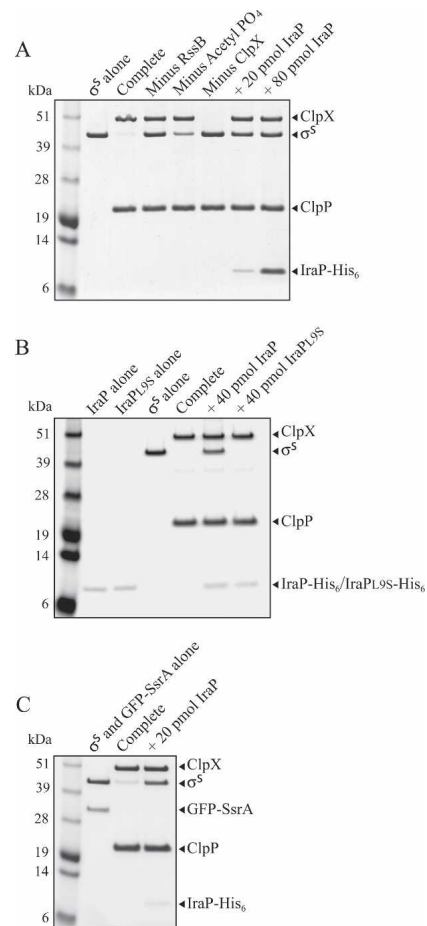 A
kDa
σS alone
Complete
Minus RssB
Minus Acetyl PO4
Minus ClpX
+ 20 pmol IraP
+ 80 pmol IraP
51
39
28
19
14
6
ClpX
σS
ClpP
IraP-His6
B
kDa
IraP alone
IraPL9S alone
σS alone
Complete
+ 40 pmol IraP
+ 40 pmol IraPL9S
51
39
28
19
14
6
ClpX
σS
ClpP
IraP-His6/IraPL9S-His6
C
kDa
σS and GFP-SsrA alone
Complete
+ 20 pmol IraP
51
39
28
19
14
6
ClpX
σS
GFP-SsrA
ClpP
IraP-His6